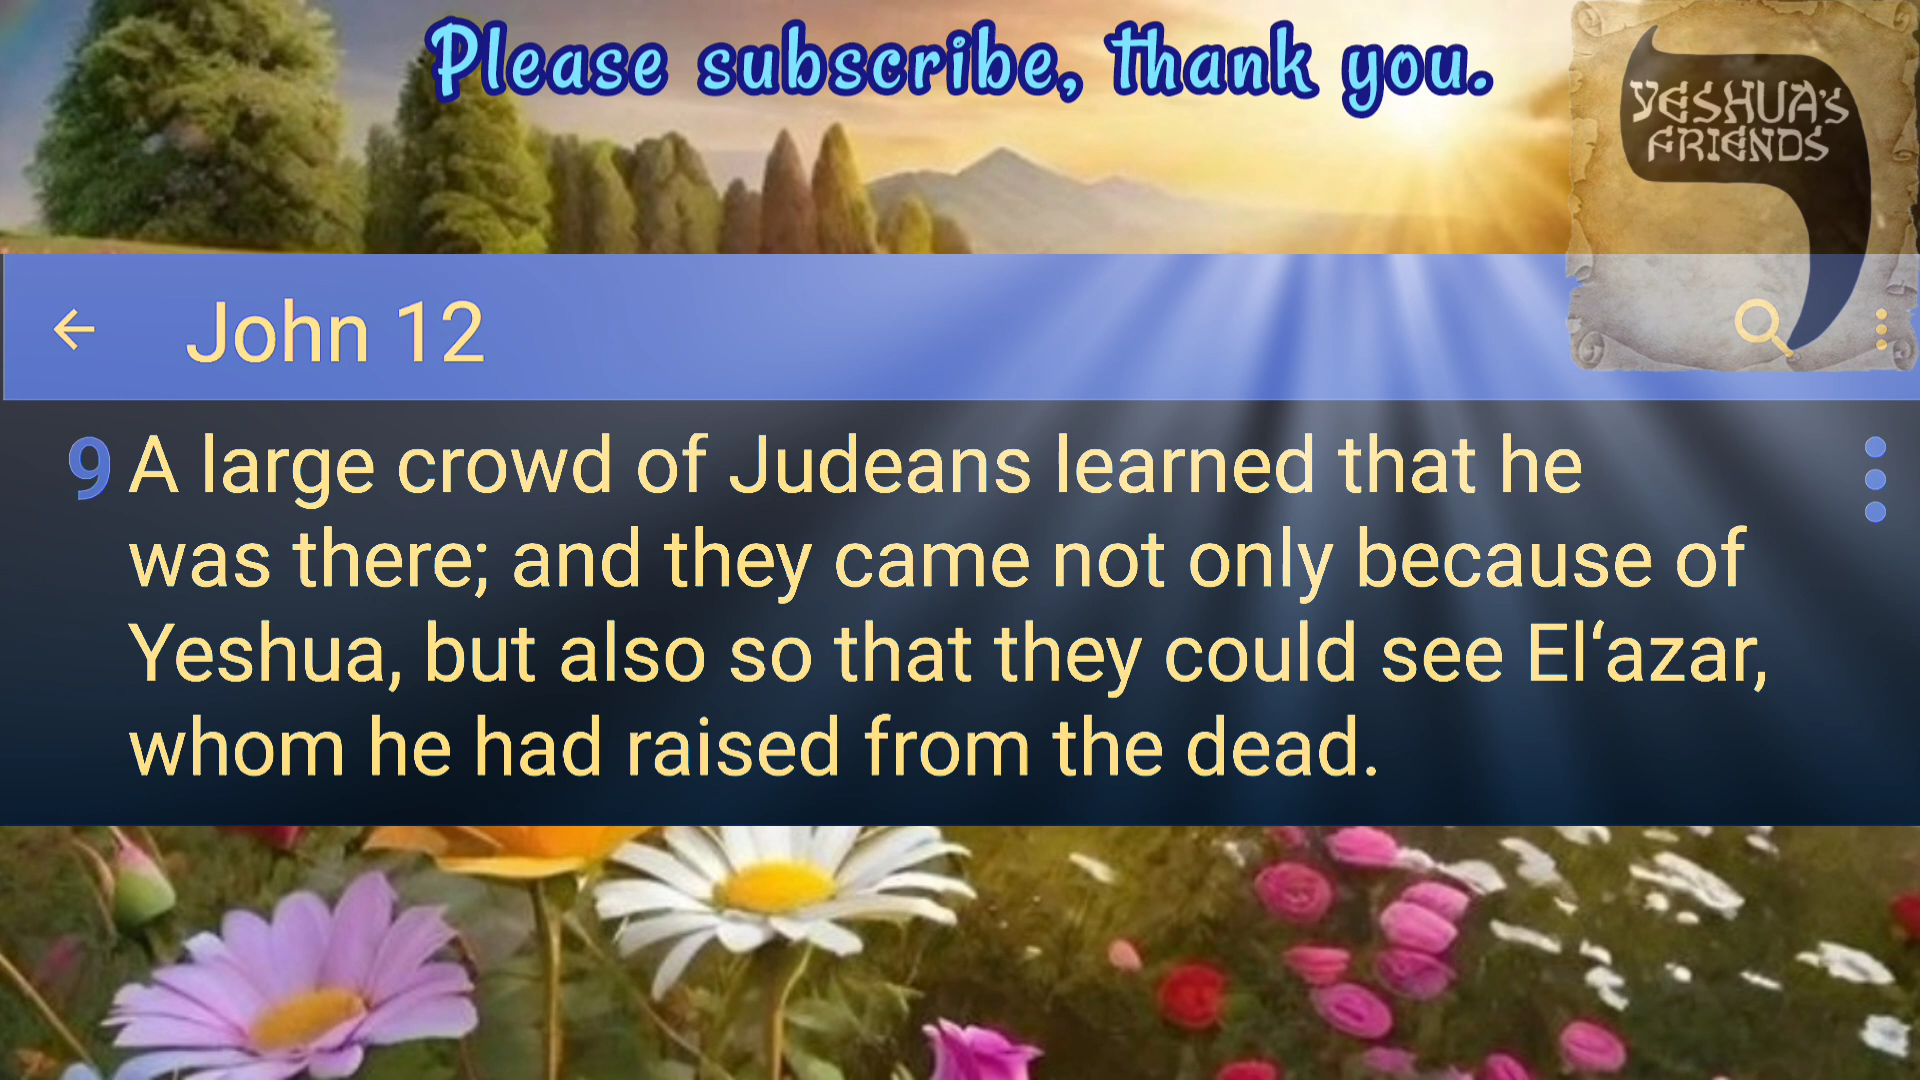 Please subscribe, thank you.
YESHUA'S
FRIENDS
John 12
9 A large crowd of Judeans learned that he
was there; and they came not only because of
Yeshua, but also so that they could see El‘azar,
whom he had raised from the dead.